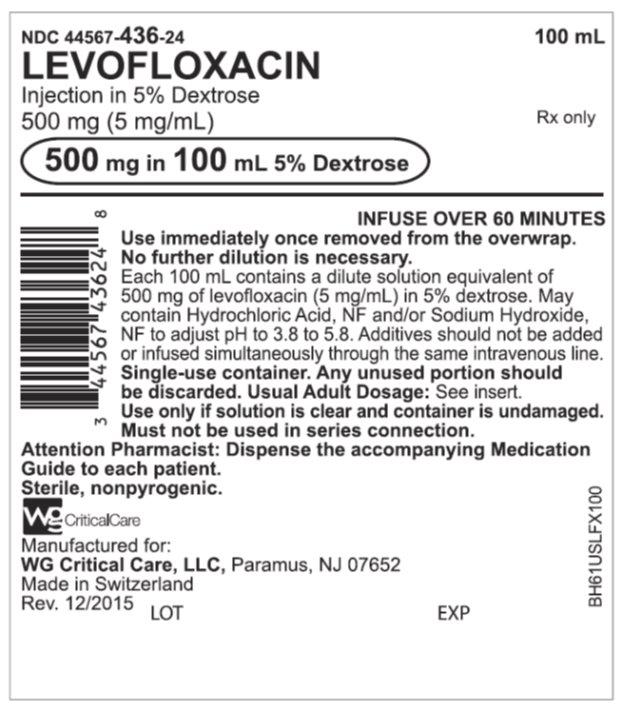 NDC 44567-436-24
100 mL
LEVOFLOXACIN
Injection in 5% Dextrose
500 mg (5 mg/mL)
Rx only
500 mg in 100 mL 5% Dextrose
INFUSE OVER 60 MINUTES
Use immediately once removed from the overwrap.
No further dilution is necessary.
Each 100 mL contains a dilute solution equivalent of
500 mg of levofloxacin (5 mg/mL) in 5% dextrose. May
contain Hydrochloric Acid, NF and/or Sodium Hydroxide,
NF to adjust pH to 3.8 to 5.8. Additives should not be added
or infused simultaneously through the same intravenous line.
Single-use container. Any unused portion should
be discarded. Usual Adult Dosage: See insert.
Use only if solution is clear and container is undamaged.
Must not be used in series connection.
3 44567 43624 8
Attention Pharmacist: Dispense the accompanying Medication
Guide to each patient.
Sterile, nonpyrogenic.
WG CriticalCare
Manufactured for:
WG Critical Care, LLC, Paramus, NJ 07652
Made in Switzerland
Rev. 12/2015
LOT
EXP
BH61USLFX100